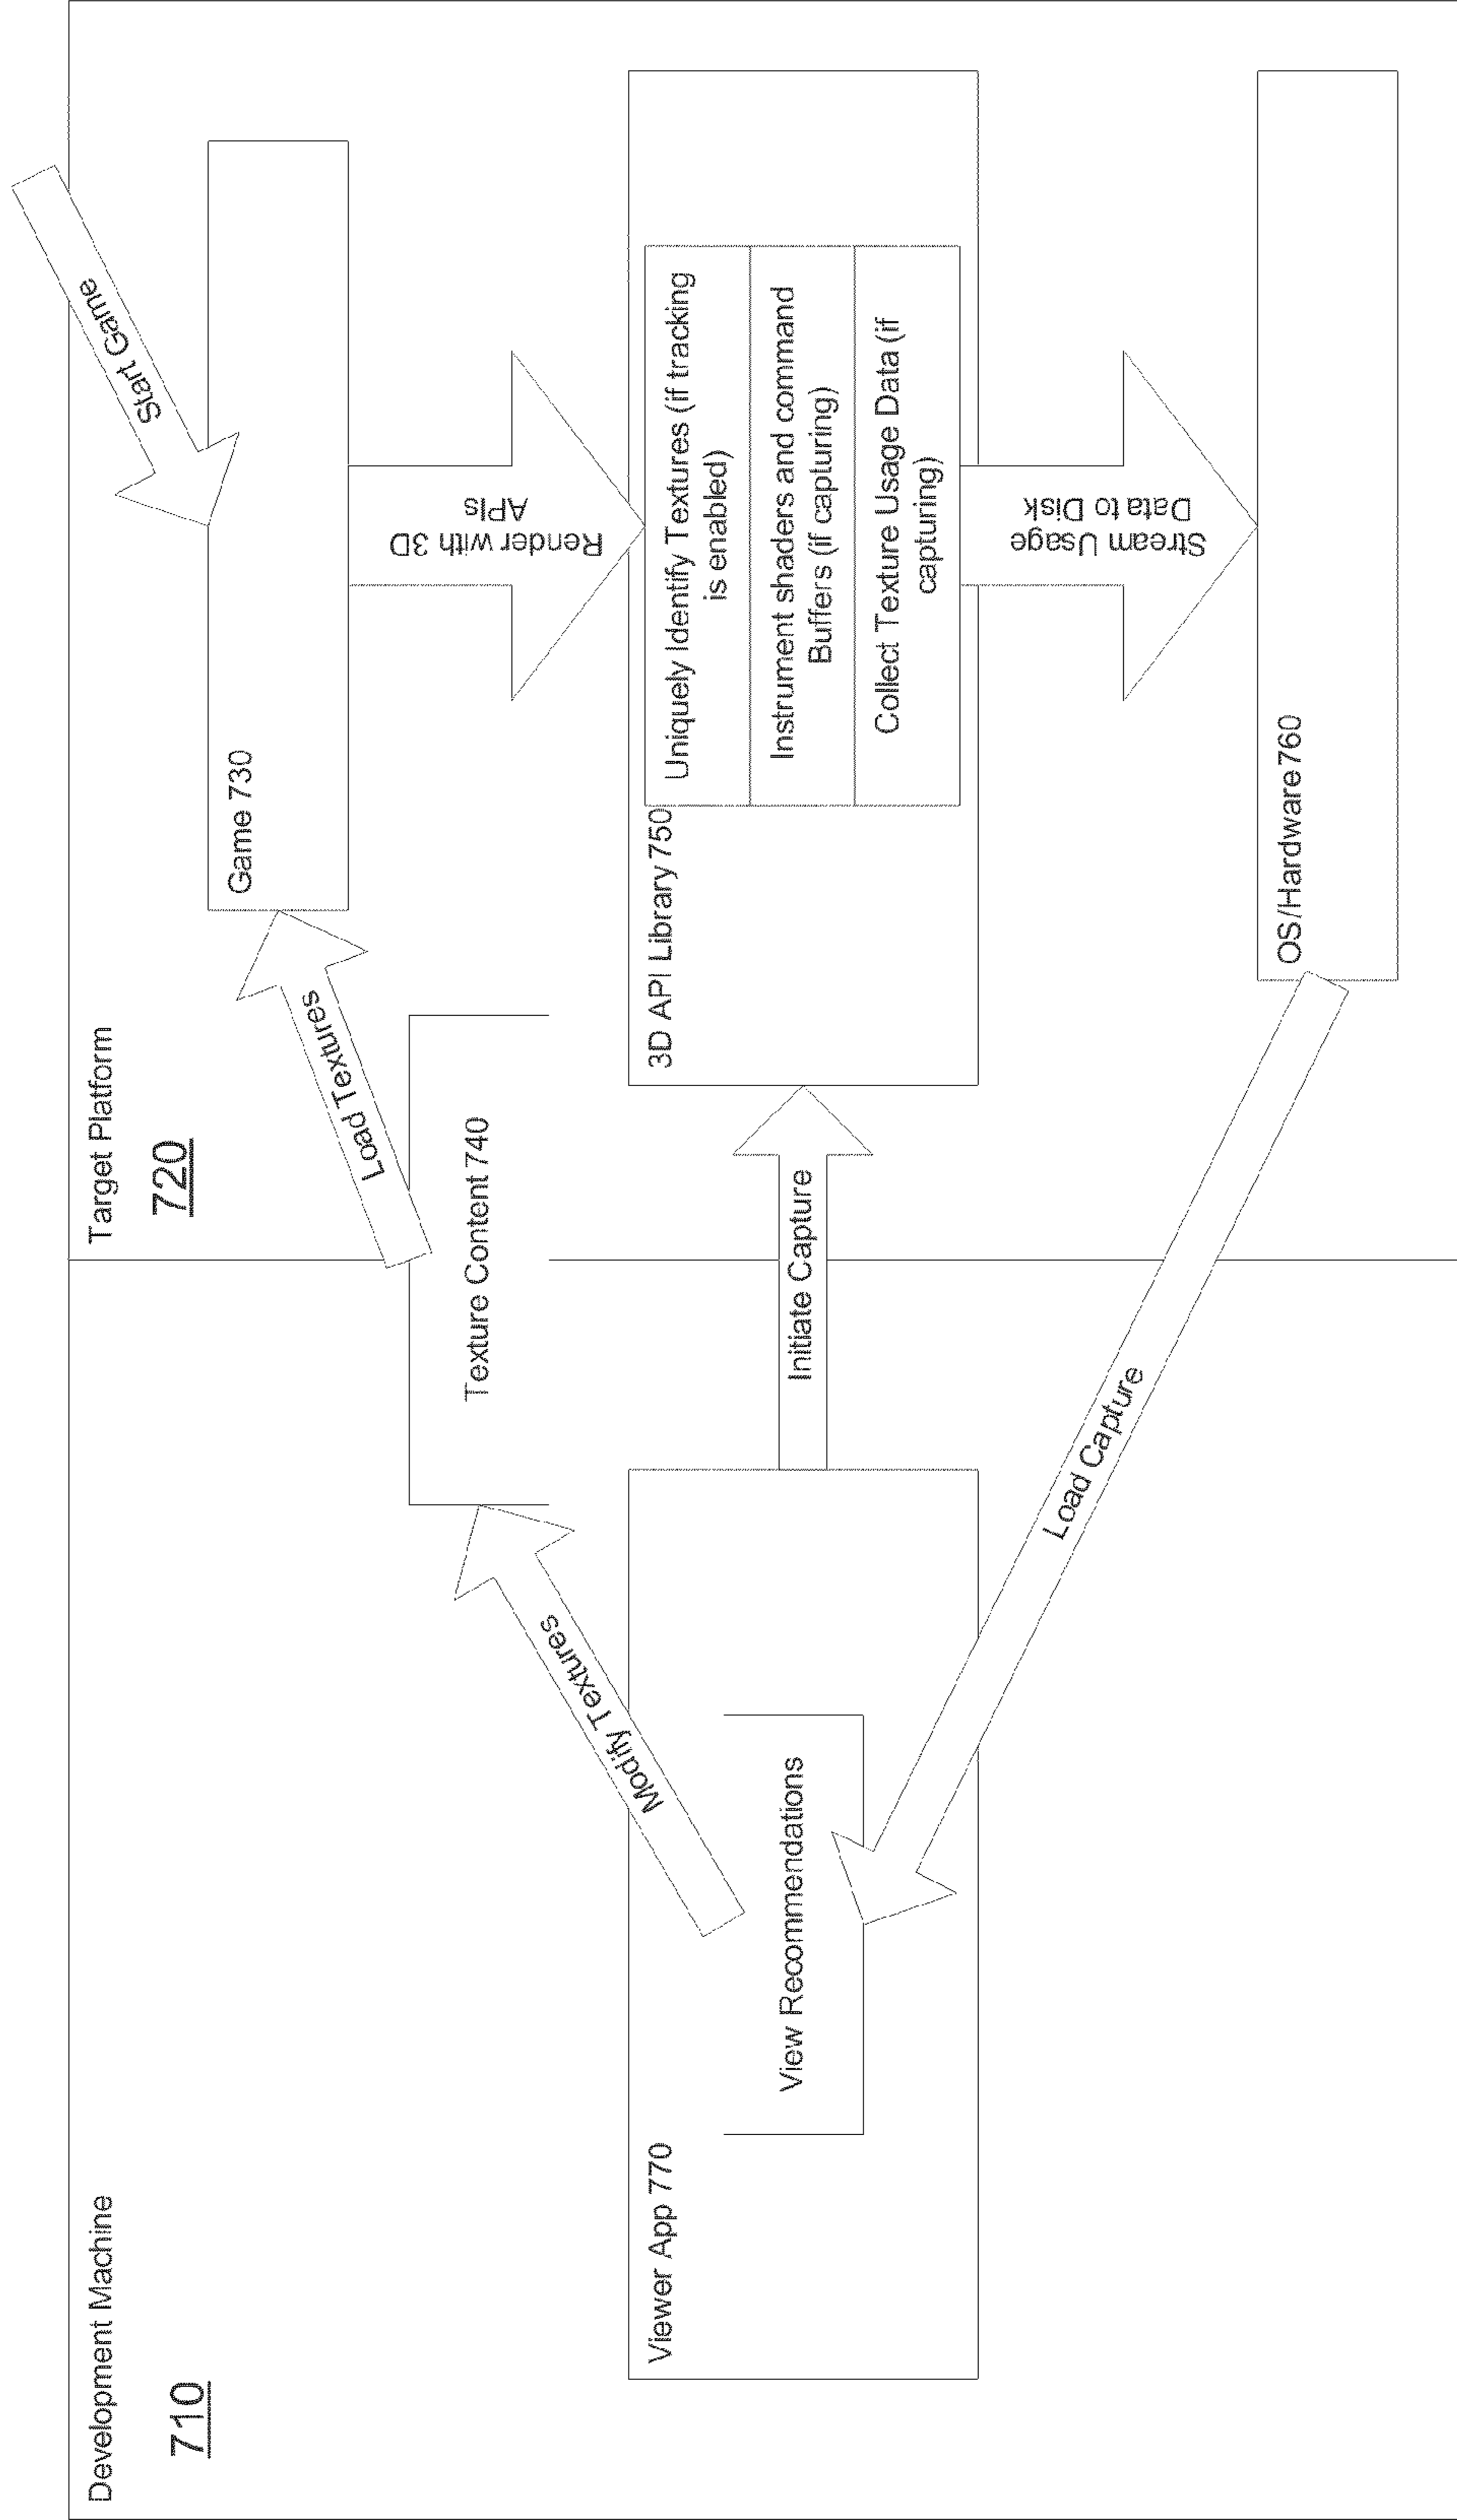 Development Machine
710
Target Platform
720
Start Game
Game 730
Load Textures
Texture Content 740
Render with 3D
APIs
Modify Textures
Viewer App 770
View Recommendations
Initiate Capture
3D API Library 750
Uniquely Identify Textures (if tracking
is enabled)
Instrument shaders and command
Buffers (if capturing)
Collect Texture Usage Data (if
capturing)
Stream Usage
Data to Disk
Load Capture
OS/Hardware 760